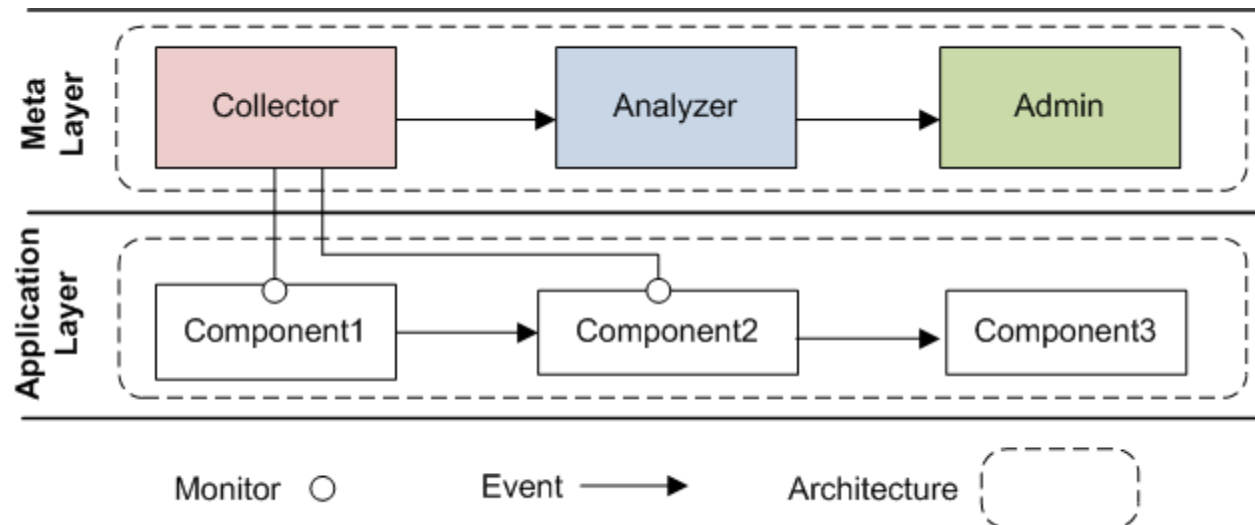 Meta
Layer
Collector
Analyzer
Admin
Application
Layer
Component1
Component2
Component3
Monitor
Event
Architecture